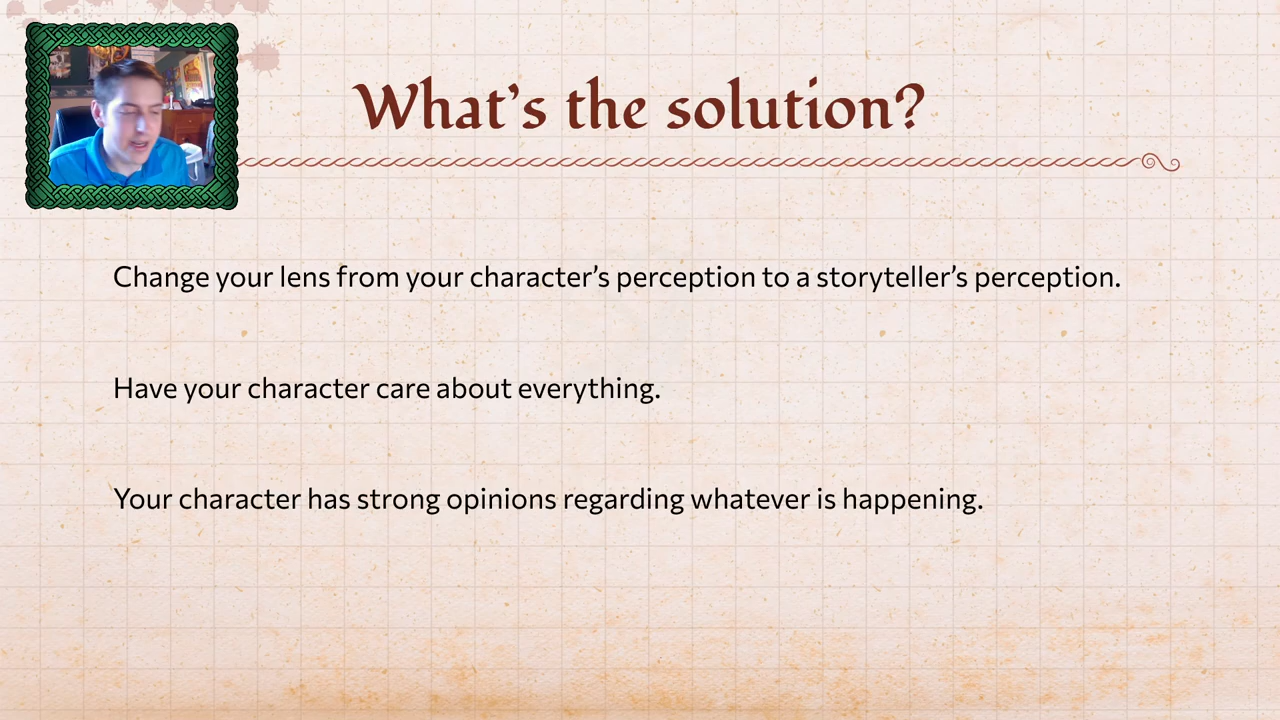 What's the solution?
Change your lens from your character's perception to a storyteller's perception.
Have your character care about everything.
Your character has strong opinions regarding whatever is happening.